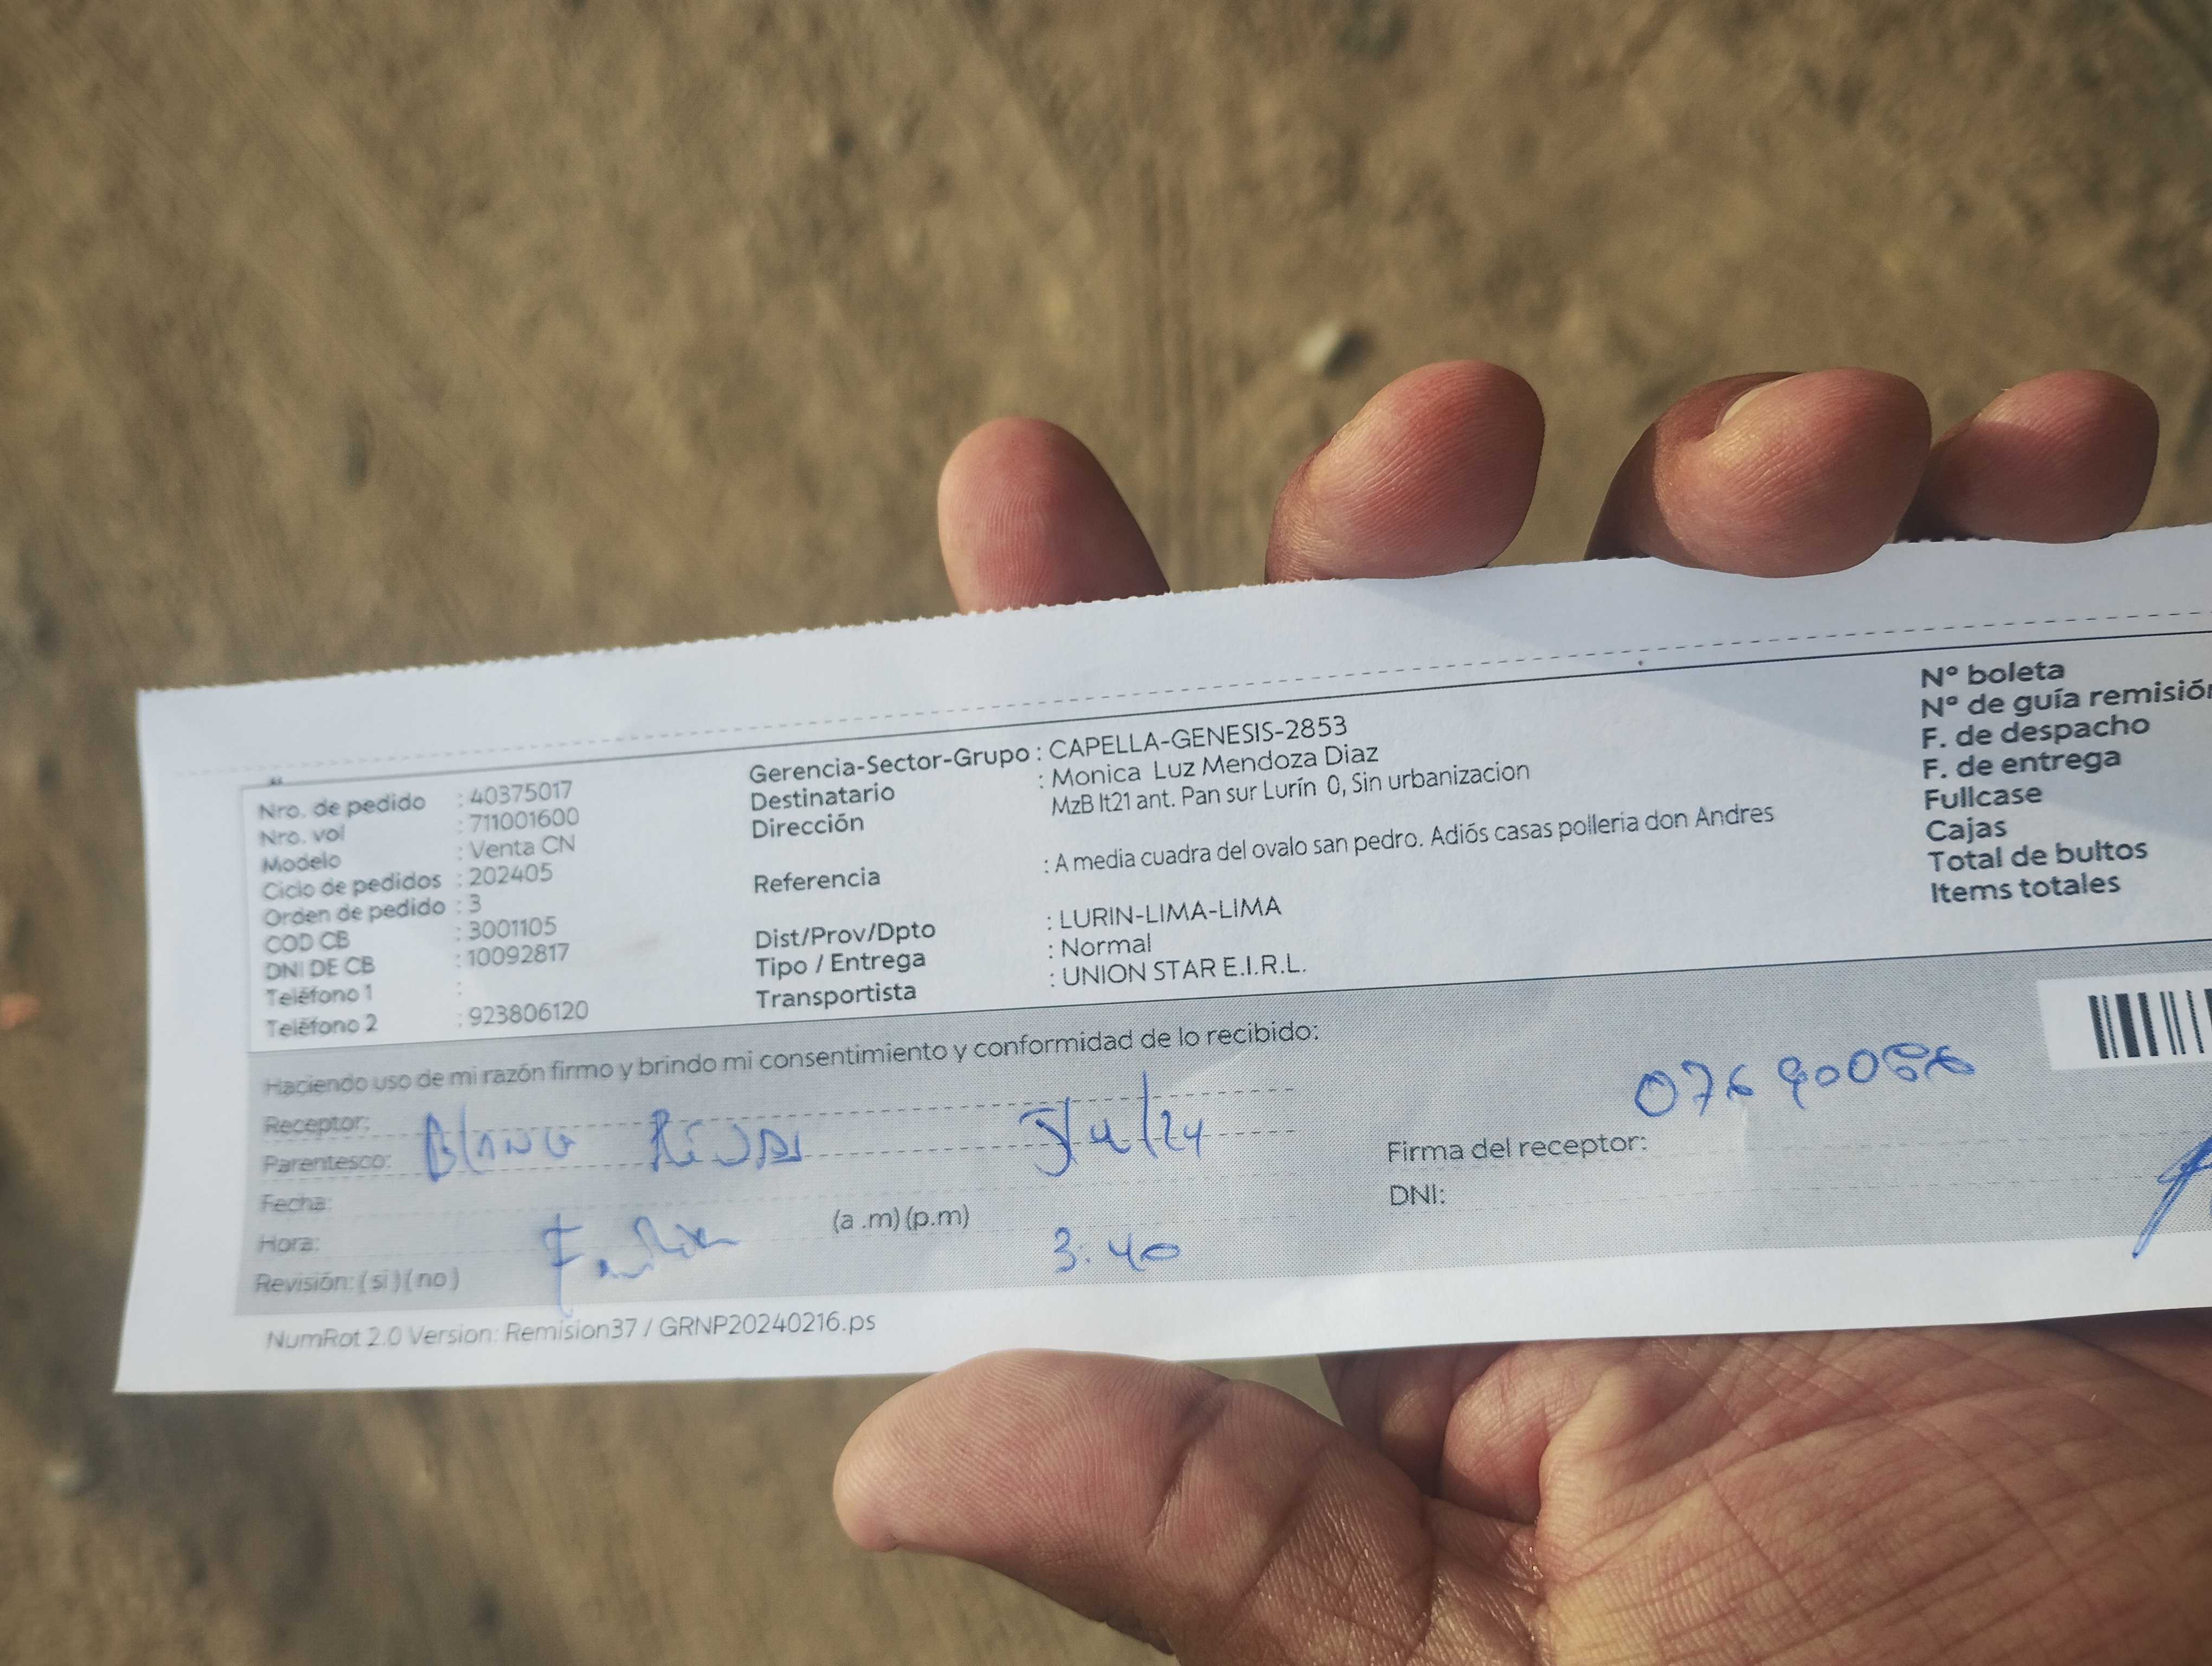 Nro. de pedido : 40375017
Nro. vol : 711001600
Modelo : Venta CN
Ciclo de pedidos : 202405
Orden de pedido : 3
COD CB : 3001105
DNI DE CB : 10092817
Teléfono 1 :
Teléfono 2 : 923806120
Gerencia-Sector-Grupo : CAPELLA-GENESIS-2853
Destinatario : Monica Luz Mendoza Diaz
Dirección MzB lt21 ant. Pan sur Lurín 0, Sin urbanizacion
Referencia : A media cuadra del ovalo san pedro. Adiós casas polleria don Andres
Dist/Prov/Dpto : LURIN-LIMA-LIMA
Tipo / Entrega : Normal
Transportista : UNION STAR E.I.R.L.
Nº boleta
Nº de guía remisión
F. de despacho
F. de entrega
Fullcase
Cajas
Total de bultos
Items totales
Haciendo uso de mi razón firmo y brindo mi consentimiento y conformidad de lo recibido:
Receptor:
Parentesco:
5/4/24
Fecha:
Hora: (a .m) (p.m)
3:40
Revisión: ( si ) ( no )
Firma del receptor:
DNI:
NumRot 2.0 Version: Remision37 / GRNP20240216.ps